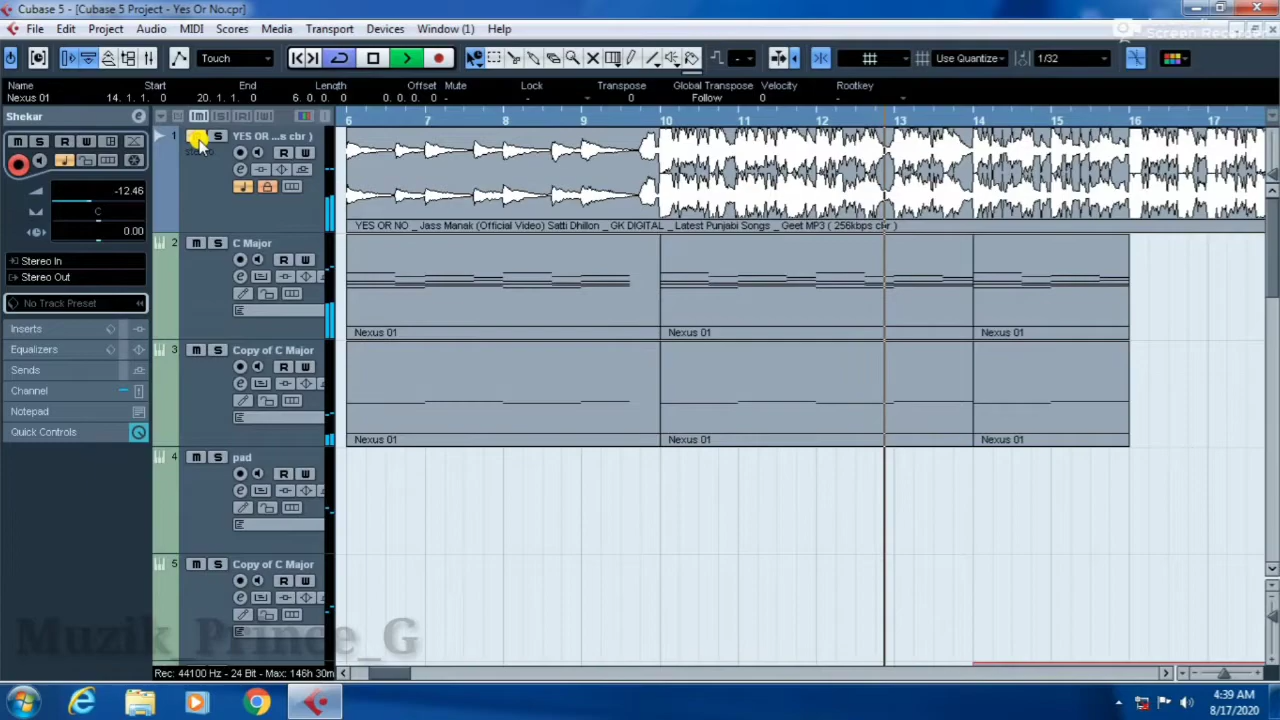 Cubase 5 - [Cubase 5 Project - Yes Or No.cpr]
File Edit Project Audio MIDI Scores Media Transport Devices Window (1) Help
Screen Recorder
Touch Use Quantize 1/32
Name Start End Length Offset Mute Lock Transpose Global Transpose Velocity Rootkey
Nexus 01 14. 1. 1. 0 20. 1. 1. 0 6. 0. 0. 0 0. 0. 0. 0 - - 0 Follow 0 -
Shekar
6 7 8 9 10 11 12 13 14 15 16 17
1 S YES OR ...s cbr )
stereo
m S R W
-12.46
C
0.00
Stereo In
Stereo Out
No Track Preset
Inserts
Equalizers
Sends
Channel
Notepad
Quick Controls
R W
YES OR NO _ Jass Manak (Official Video) Satti Dhillon _ GK DIGITAL _ Latest Punjabi Songs _ Geet MP3 ( 256kbps cbr )
2 m S C Major
R W
Nexus 01 Nexus 01 Nexus 01
3 m S Copy of C Major
R W
Nexus 01 Nexus 01 Nexus 01
4 m S pad
R W
5 m S Copy of C Major
R W
Muzik_Prince_G
Rec: 44100 Hz - 24 Bit - Max: 146h 30m
4:39 AM
8/17/2020